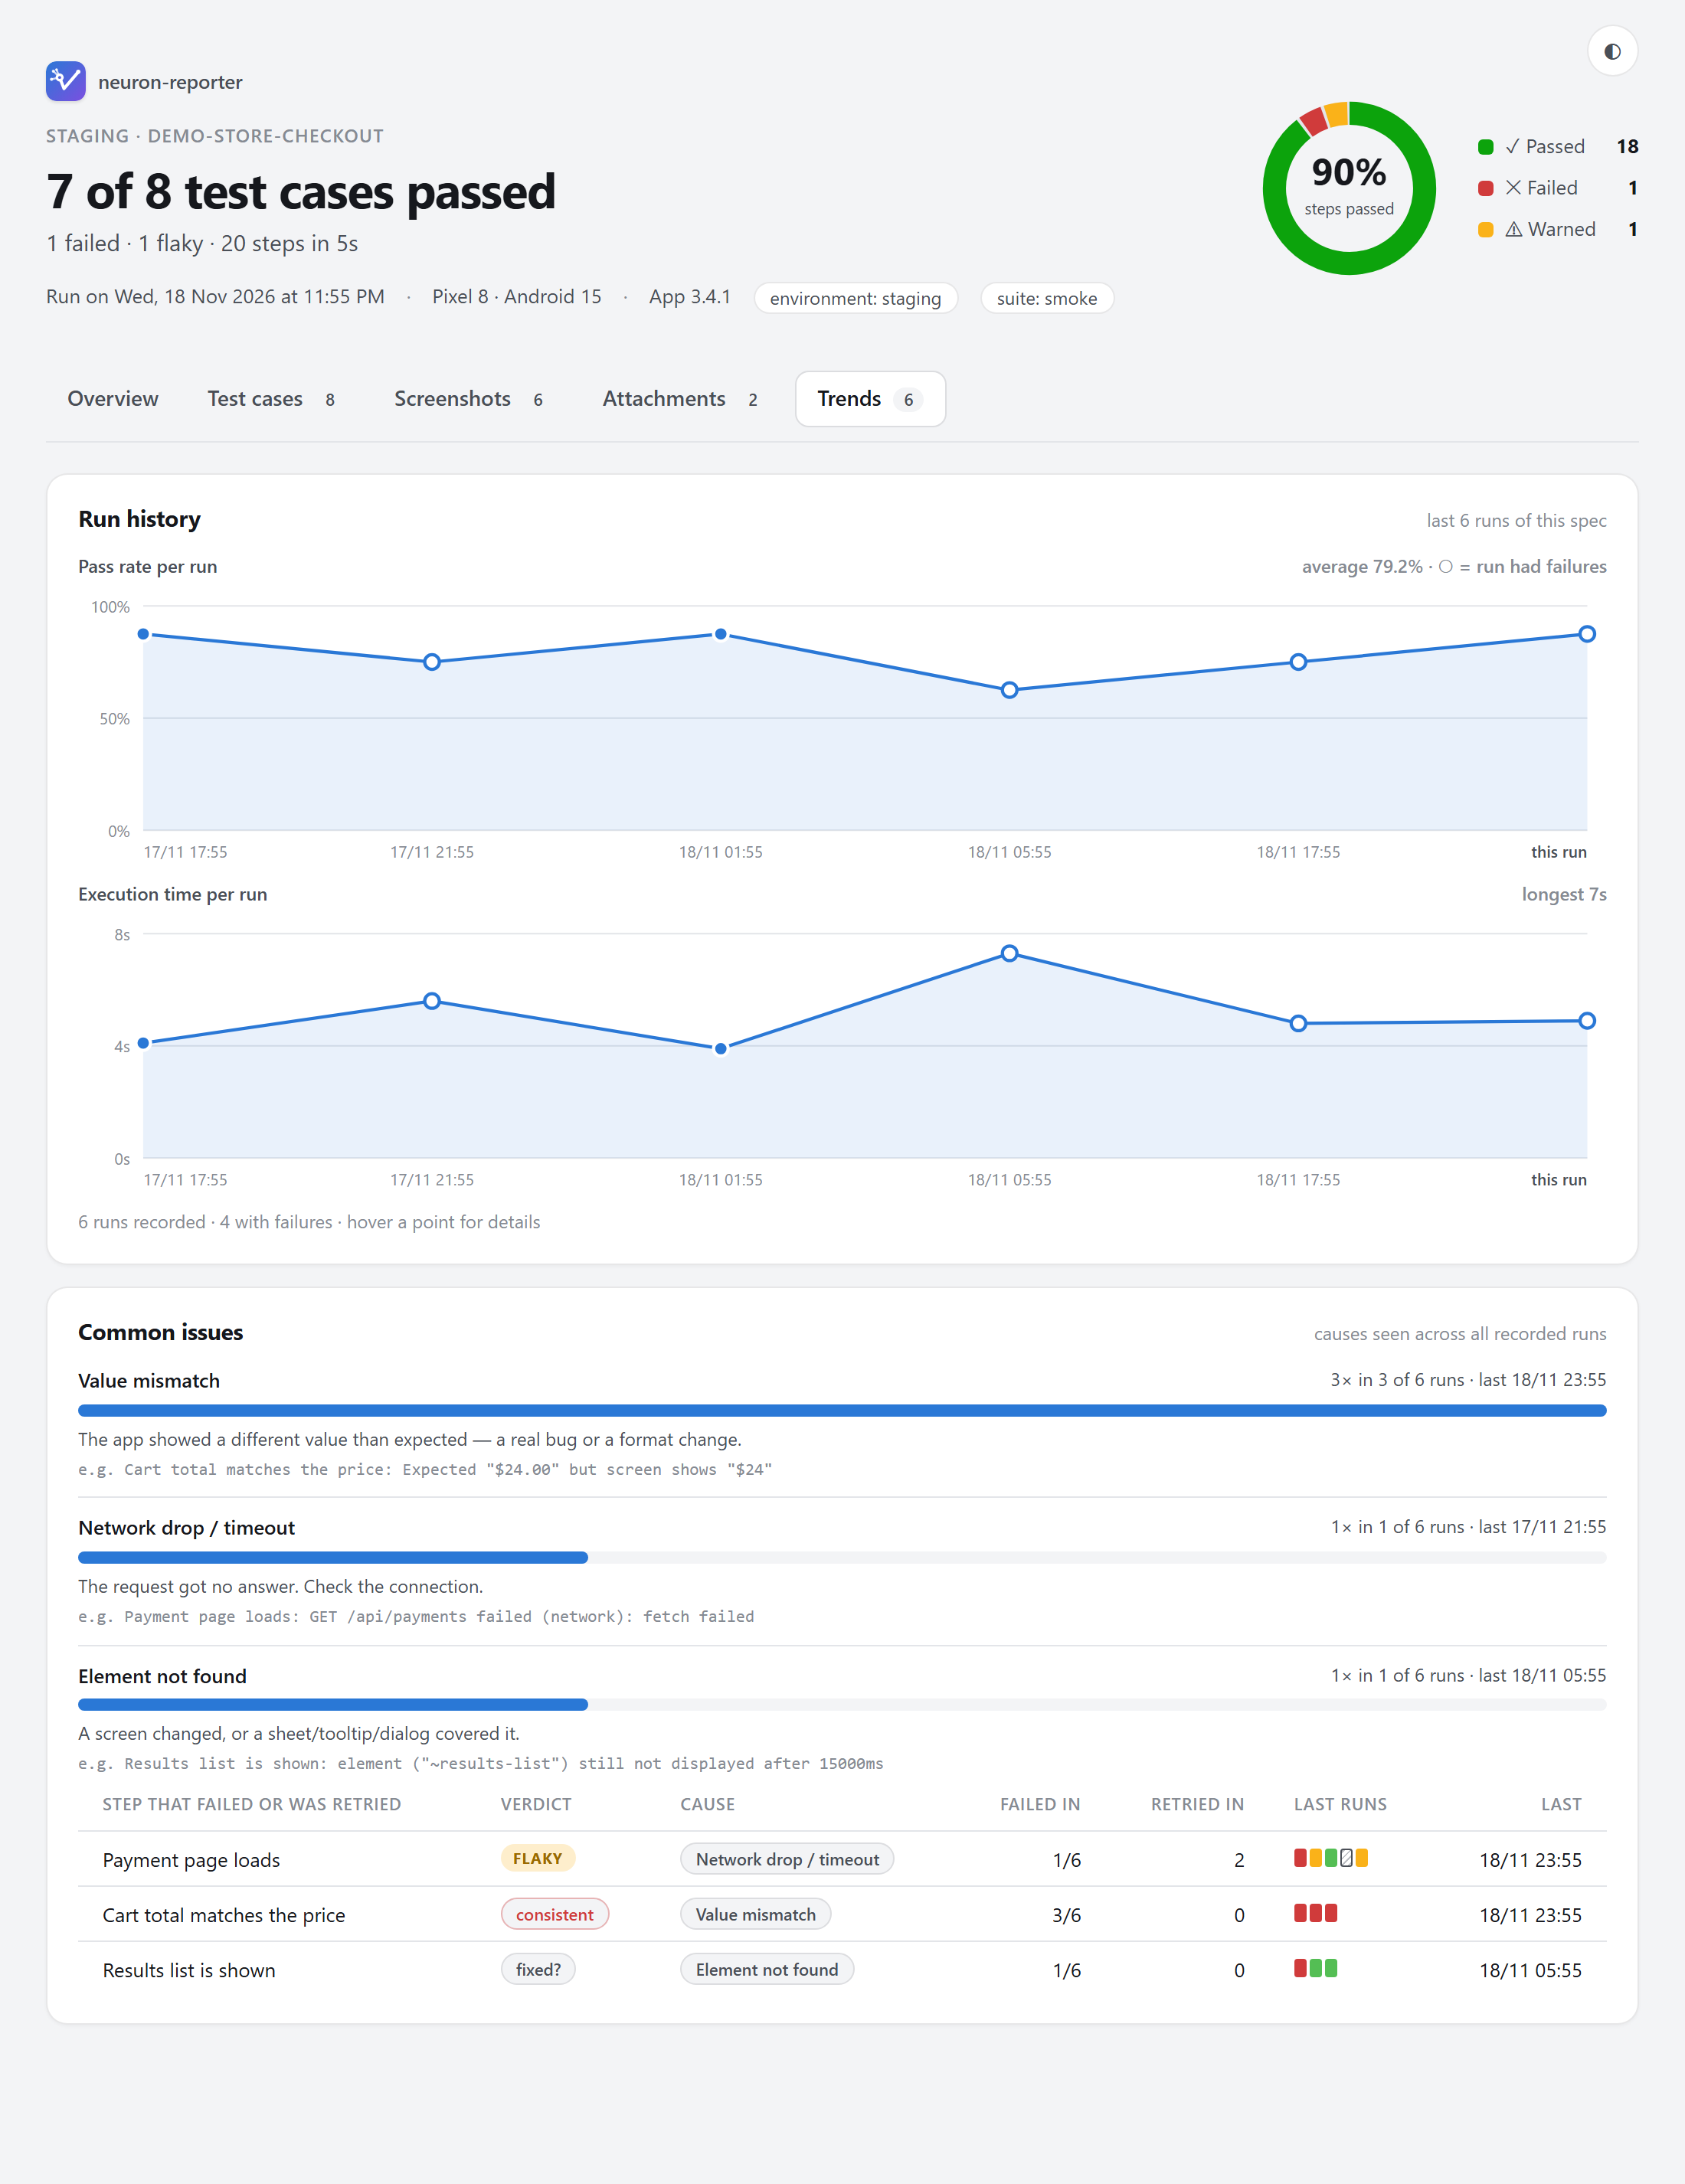 neuron-reporter
STAGING · DEMO-STORE-CHECKOUT
7 of 8 test cases passed
1 failed · 1 flaky · 20 steps in 5s
Run on Wed, 18 Nov 2026 at 11:55 PM · Pixel 8 · Android 15 · App 3.4.1 environment: staging suite: smoke
90%
steps passed
✓ Passed 18
✕ Failed 1
⚠ Warned 1
Overview Test cases 8 Screenshots 6 Attachments 2 Trends 6
Run history last 6 runs of this spec
Pass rate per run average 79.2% · ○ = run had failures
100%
50%
0%
17/11 17:55 17/11 21:55 18/11 01:55 18/11 05:55 18/11 17:55 this run
Execution time per run longest 7s
8s
4s
0s
17/11 17:55 17/11 21:55 18/11 01:55 18/11 05:55 18/11 17:55 this run
6 runs recorded · 4 with failures · hover a point for details
Common issues causes seen across all recorded runs
Value mismatch 3× in 3 of 6 runs · last 18/11 23:55
The app showed a different value than expected — a real bug or a format change.
e.g. Cart total matches the price: Expected "$24.00" but screen shows "$24"
Network drop / timeout 1× in 1 of 6 runs · last 17/11 21:55
The request got no answer. Check the connection.
e.g. Payment page loads: GET /api/payments failed (network): fetch failed
Element not found 1× in 1 of 6 runs · last 18/11 05:55
A screen changed, or a sheet/tooltip/dialog covered it.
e.g. Results list is shown: element ("~results-list") still not displayed after 15000ms
STEP THAT FAILED OR WAS RETRIED VERDICT CAUSE FAILED IN RETRIED IN LAST RUNS LAST
Payment page loads FLAKY Network drop / timeout 1/6 2 18/11 23:55
Cart total matches the price consistent Value mismatch 3/6 0 18/11 23:55
Results list is shown fixed? Element not found 1/6 0 18/11 05:55